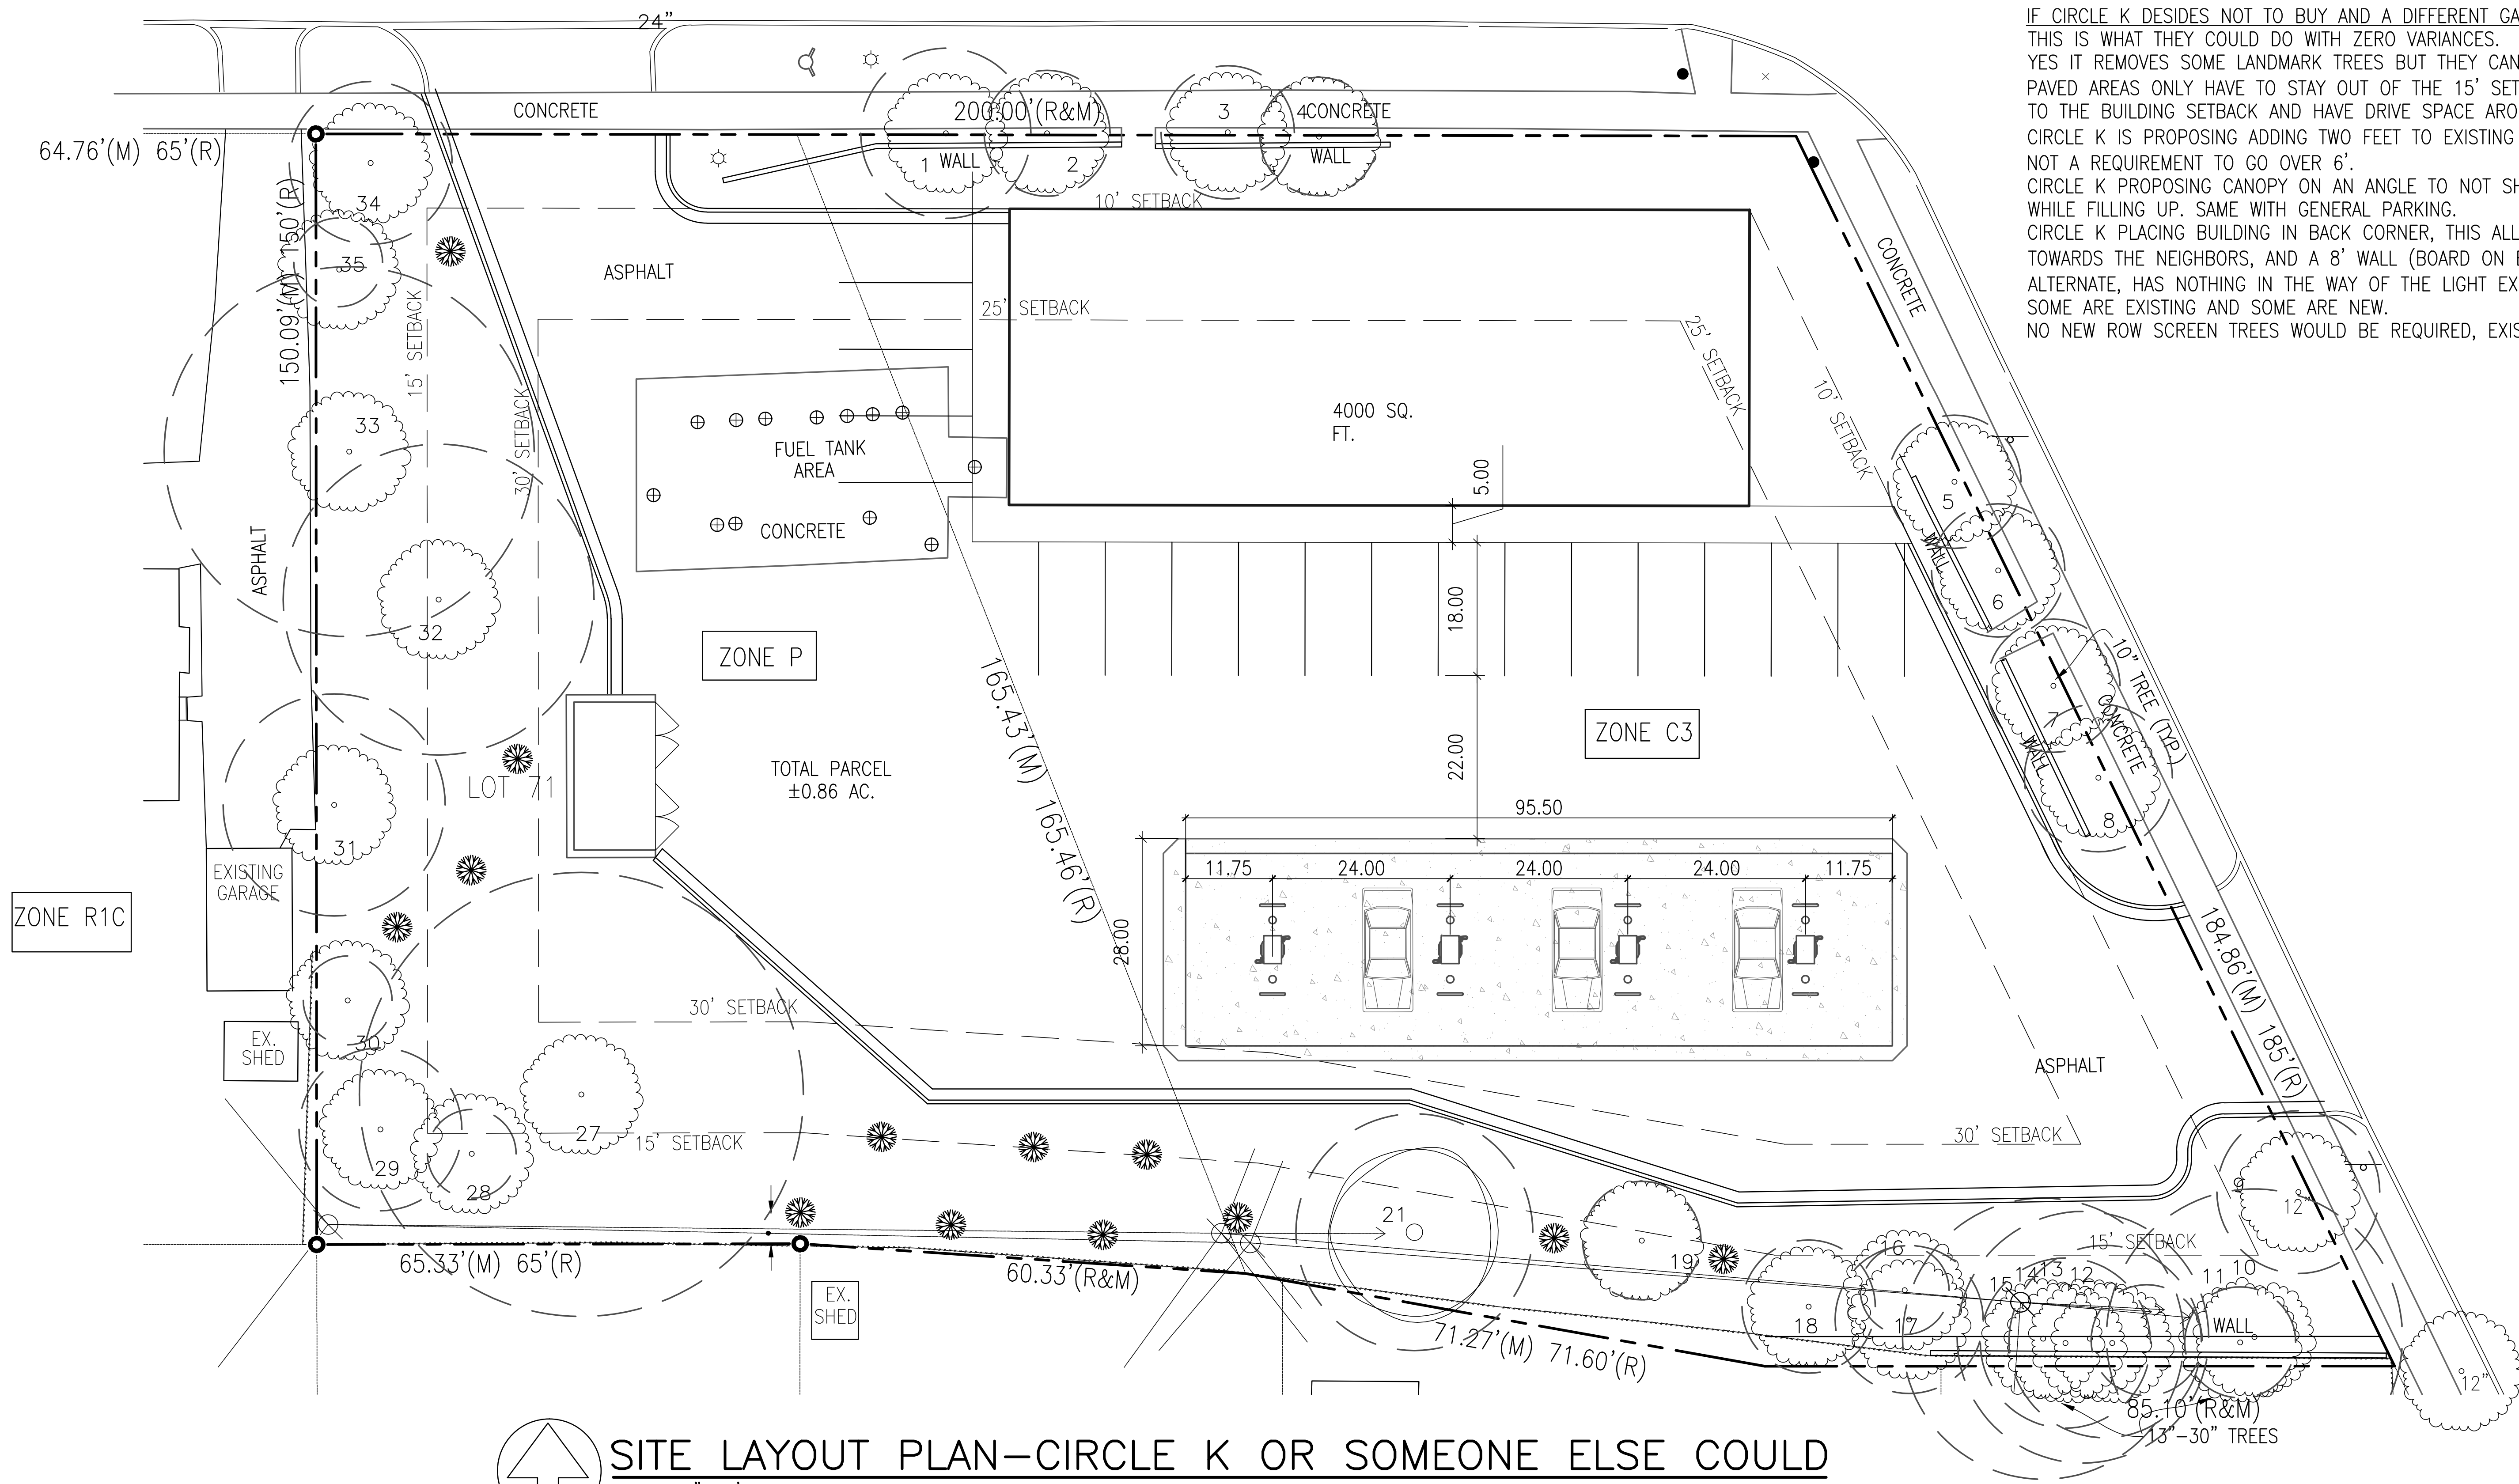 24"
IF CIRCLE K DESIDES NOT TO BUY AND A DIFFERENT
THIS IS WHAT THEY COULD DO WITH ZERO VARIANCES.
YES IT REMOVES SOME LANDMARK TREES BUT THEY CAN
PAVED AREAS ONLY HAVE TO STAY OUT OF THE 15'
TO THE BUILDING SETBACK AND HAVE DRIVE SPACE
CIRCLE K IS PROPOSING ADDING TWO FEET TO EXISTING
NOT A REQUIREMENT TO GO OVER 6'.
CIRCLE K PROPOSING CANOPY ON AN ANGLE TO NOT
WHILE FILLING UP. SAME WITH GENERAL PARKING.
CIRCLE K PLACING BUILDING IN BACK CORNER, THIS
TOWARDS THE NEIGHBORS, AND A 8' WALL (BOARD ON
ALTERNATE, HAS NOTHING IN THE WAY OF THE LIGHT
SOME ARE EXISTING AND SOME ARE NEW.
NO NEW ROW SCREEN TREES WOULD BE REQUIRED,
CONCRETE
200.00'(R&M)
3
4
CONCRETE
64.76'(M) 65'(R)
1
WALL
2
WALL
34
10' SETBACK
150.09'(M) 150'(R)
35
ASPHALT
CONCRETE
15' SETBACK
25' SETBACK
25' SETBACK
10' SETBACK
30' SETBACK
33
4000 SQ.
FT.
FUEL TANK
AREA
5.00
CONCRETE
5
WALL
ASPHALT
6
32
18.00
ZONE P
10" TREE (TYP.)
165.43'(M) 165.46'(R)
7
CONCRETE
ZONE C3
WALL
22.00
LOT 71
TOTAL PARCEL
±0.86 AC.
95.50
8
31
EXISTING
GARAGE
11.75
24.00
24.00
24.00
11.75
ZONE R1C
28.00
184.86'(M) 185'(R)
30' SETBACK
30
EX.
SHED
ASPHALT
27
15' SETBACK
30' SETBACK
29
28
9
12"
21
15' SETBACK
19
16
65.33'(M) 65'(R)
60.33'(R&M)
15
14
13
12
11
10
EX.
SHED
18
17
WALL
71.27'(M) 71.60'(R)
12"
85.10'(R&M)
13"-30" TREES
SITE LAYOUT PLAN-CIRCLE K OR SOMEONE ELSE COULD